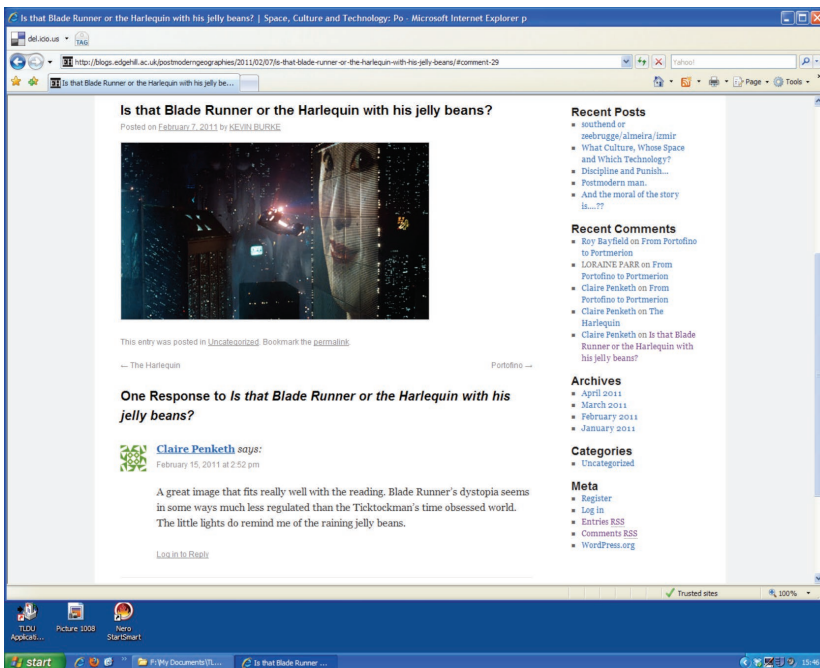 Is that Blade Runner or the Harlequin with his jelly beans? | Space, Culture and Technology: Po - Microsoft Internet Explorer p
del.icio.us
TAG
http://blogs.edgehill.ac.uk/postmoderngeographies/2011/02/07/is-that-blade-runner-or-the-harlequin-with-his-jelly-beans/#comment-29
Yahoo!
EH Is that Blade Runner or the Harlequin with his jelly be...
Page Tools
Is that Blade Runner or the Harlequin with his jelly beans?
Posted on February 7, 2011 by KEVIN BURKE
This entry was posted in Uncategorized. Bookmark the permalink.
← The Harlequin
Portofino →
One Response to Is that Blade Runner or the Harlequin with his
jelly beans?
Claire Penketh says:
February 15, 2011 at 2:52 pm
A great image that fits really well with the reading. Blade Runner's dystopia seems
in some ways much less regulated than the Ticktockman's time obsessed world.
The little lights do remind me of the raining jelly beans.
Log in to Reply
Recent Posts
southend or
zeebrugge/almeira/izmir
What Culture, Whose Space
and Which Technology?
Discipline and Punish...
Postmodern man.
And the moral of the story
is....??
Recent Comments
Roy Bayfield on From Portofino
to Portmerion
LORAINE PARR on From
Portofino to Portmerion
Claire Penketh on From
Portofino to Portmerion
Claire Penketh on The
Harlequin
Claire Penketh on Is that Blade
Runner or the Harlequin with
his jelly beans?
Archives
April 2011
March 2011
February 2011
January 2011
Categories
Uncategorized
Meta
Register
Log in
Entries RSS
Comments RSS
WordPress.org
Trusted sites
100%
TLDU
Applicati...
Picture 1008
Nero
StartSmart
start
F:\My Documents\TL...
Is that Blade Runner ...
15:46